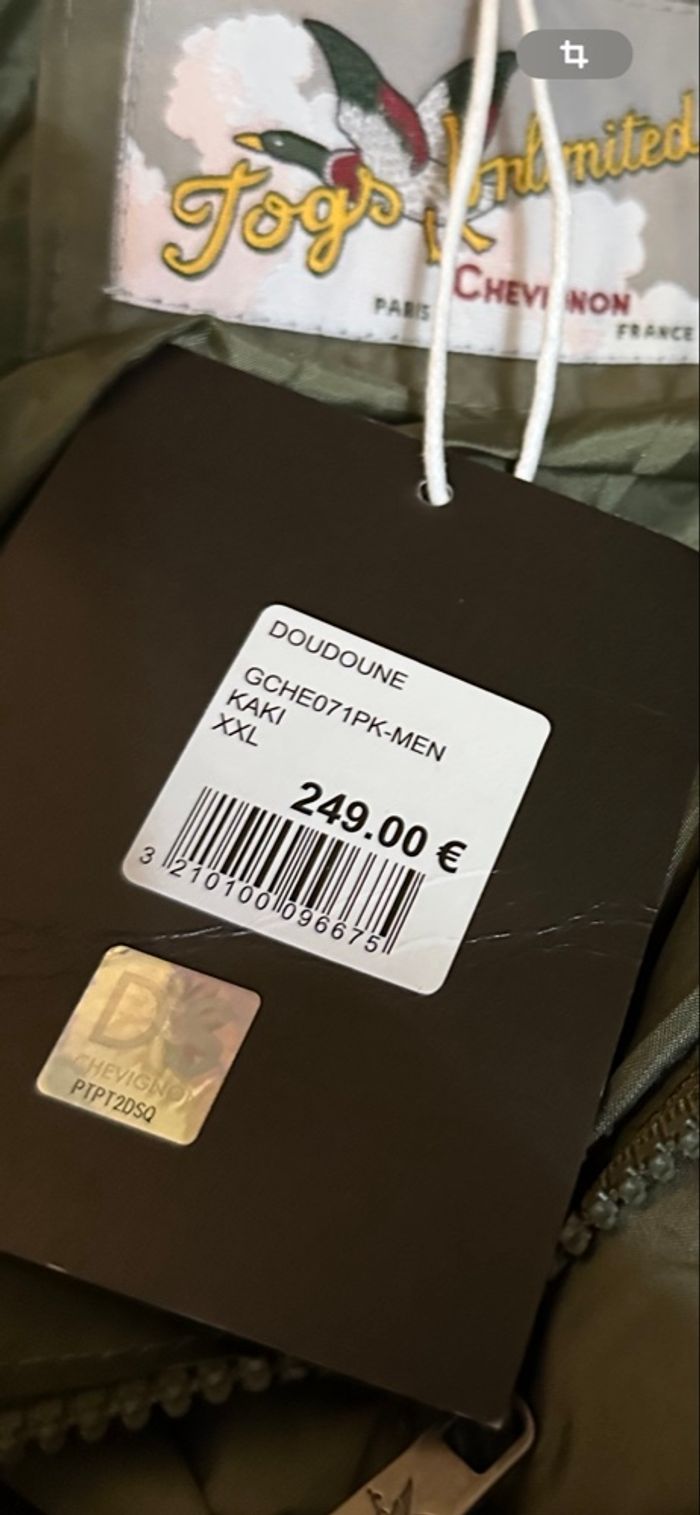 Togs Unlimited
CHEVIGNON
PARIS
FRANCE
DOUDOUNE
GCHE071PK-MEN
KAKI
XXL
249.00 €
3 210100 096675
D
CHEVIGNON
PTPT2DSQ